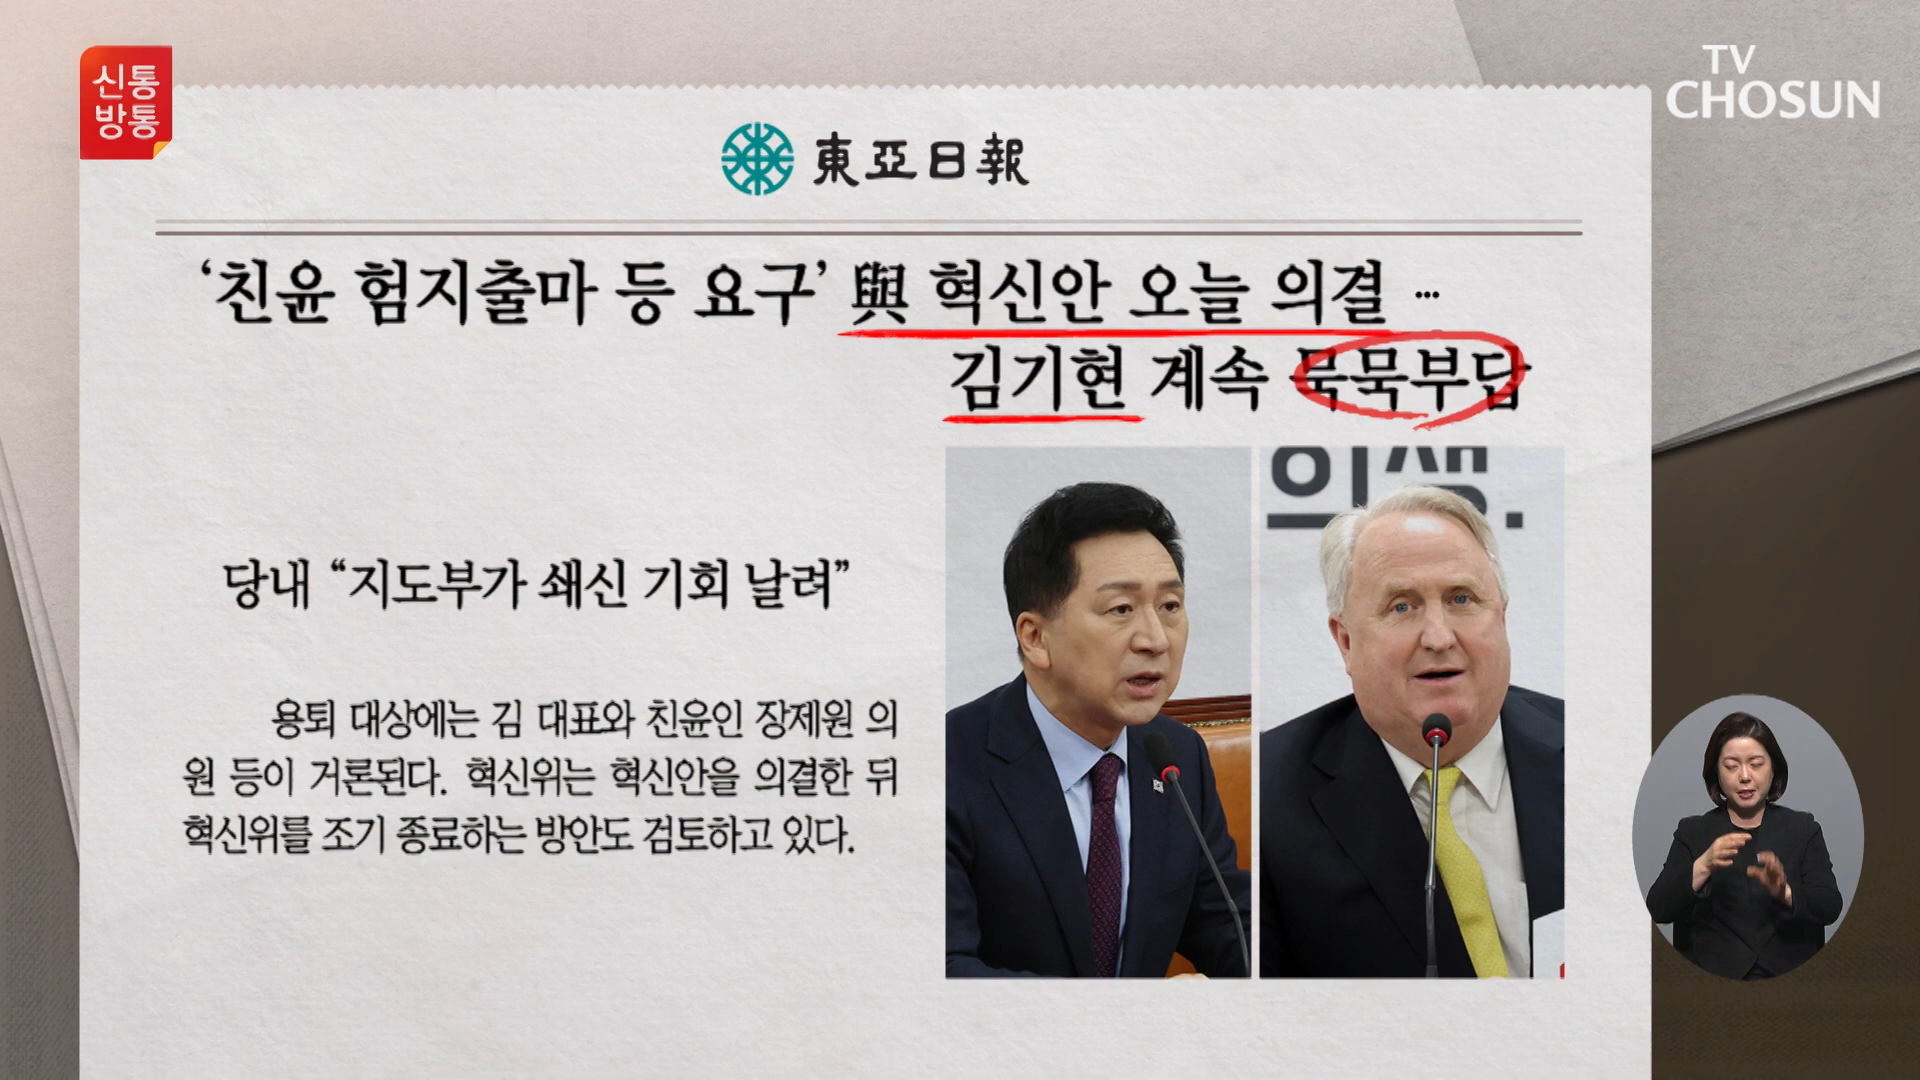 신통
방통
TV
CHOSUN
東亞日報
‘친윤 험지출마 등 요구’ 與 혁신안 오늘 의결 …
김기현 계속 묵묵부답
당내 “지도부가 쇄신 기회 날려”
용퇴 대상에는 김 대표와 친윤인 장제원 의
원 등이 거론된다. 혁신위는 혁신안을 의결한 뒤
혁신위를 조기 종료하는 방안도 검토하고 있다.